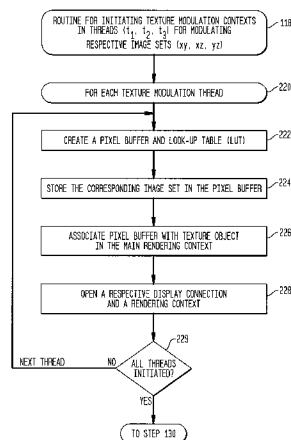 ROUTINE FOR INITIATING TEXTURE MODULATION CONTEXTS
IN THREADS (t1, t2, t3) FOR MODULATING
RESPECTIVE IMAGE SETS (xy, xz, yz)
118
FOR EACH TEXTURE MODULATION THREAD
220
CREATE A PIXEL BUFFER AND LOOK-UP TABLE (LUT)
222
STORE THE CORRESPONDING IMAGE SET IN THE PIXEL BUFFER
224
ASSOCIATE PIXEL BUFFER WITH TEXTURE OBJECT
IN THE MAIN RENDERING CONTEXT
226
OPEN A RESPECTIVE DISPLAY CONNECTION
AND A RENDERING CONTEXT
228
229
NEXT THREAD
NO
ALL THREADS
INITIATED?
YES
TO STEP 130